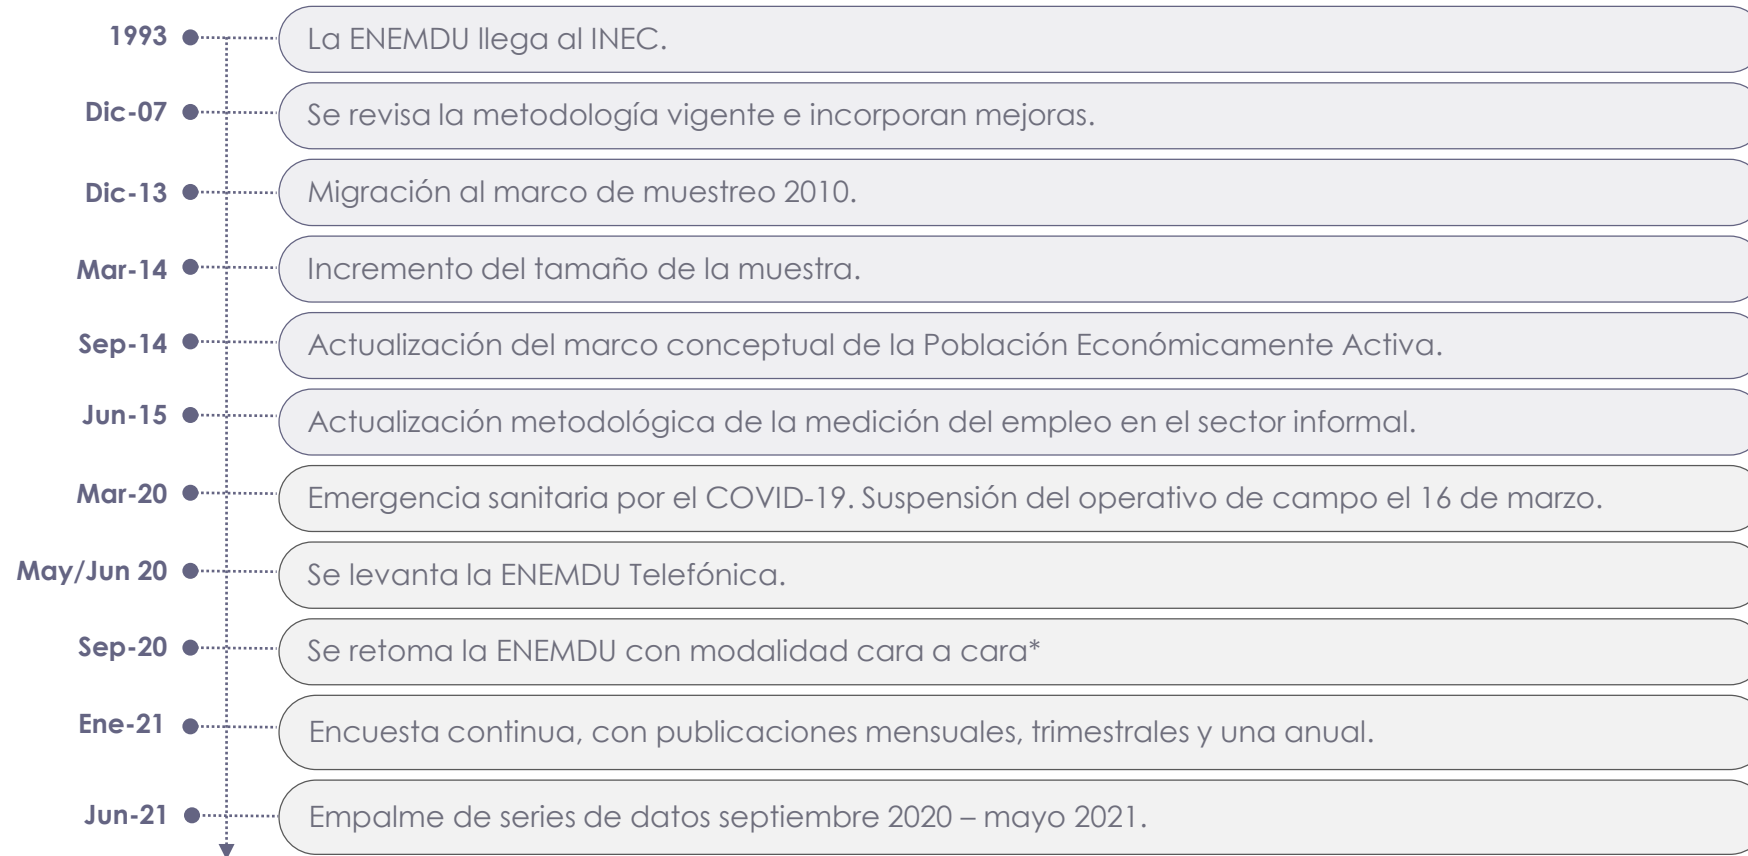 1993 La ENEMDU llega al INEC.
Dic-07 Se revisa la metodología vigente e incorporan mejoras.
Dic-13 Migración al marco de muestreo 2010.
Mar-14 Incremento del tamaño de la muestra.
Sep-14 Actualización del marco conceptual de la Población Económicamente Activa.
Jun-15 Actualización metodológica de la medición del empleo en el sector informal.
Mar-20 Emergencia sanitaria por el COVID-19. Suspensión del operativo de campo el 16 de marzo.
May/Jun 20 Se levanta la ENEMDU Telefónica.
Sep-20 Se retoma la ENEMDU con modalidad cara a cara*
Ene-21 Encuesta continua, con publicaciones mensuales, trimestrales y una anual.
Jun-21 Empalme de series de datos septiembre 2020 – mayo 2021.